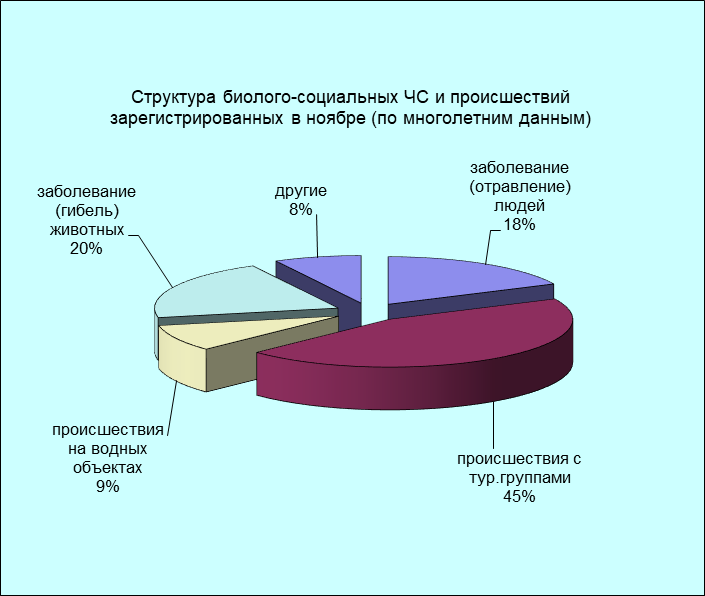 Структура биолого-социальных ЧС и происшествий
зарегистрированных в ноябре (по многолетним данным)
заболевание
(отравление)
людей
18%
другие
8%
заболевание
(гибель)
животных
20%
происшествия
на водных
объектах
9%
происшествия с
тур.группами
45%